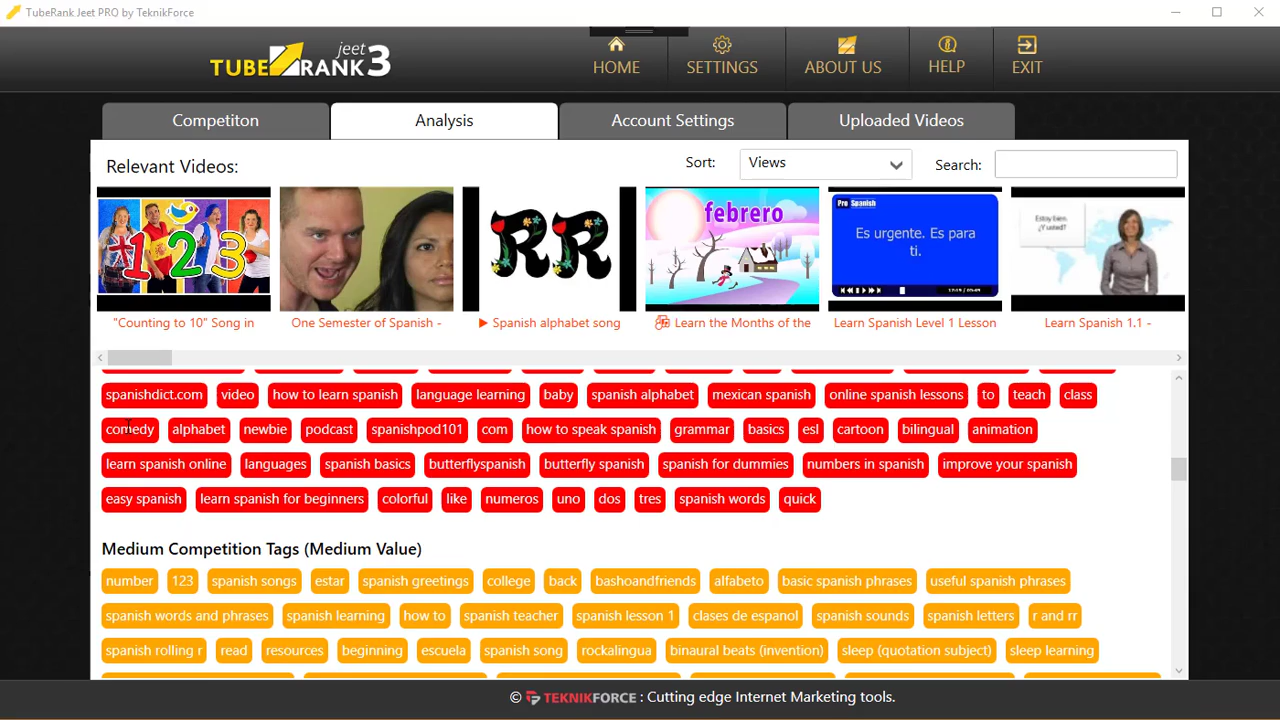 TubeRank Jeet PRO by TeknikForce
TUBE RANK jeet 3
HOME
SETTINGS
ABOUT US
HELP
EXIT
Competiton
Analysis
Account Settings
Uploaded Videos
Relevant Videos:
Sort:
Views
Search:
123
RR
febrero
Pro Spanish
Es urgente. Es para
ti.
Estoy bien.
¿Y usted?
"Counting to 10" Song in
One Semester of Spanish -
▶ Spanish alphabet song
Learn the Months of the
Learn Spanish Level 1 Lesson
Learn Spanish 1.1 -
spanishdict.com video how to learn spanish language learning baby spanish alphabet mexican spanish online spanish lessons to teach class
comedy alphabet newbie podcast spanishpod101 com how to speak spanish grammar basics esl cartoon bilingual animation
learn spanish online languages spanish basics butterflyspanish butterfly spanish spanish for dummies numbers in spanish improve your spanish
easy spanish learn spanish for beginners colorful like numeros uno dos tres spanish words quick
Medium Competition Tags (Medium Value)
number 123 spanish songs estar spanish greetings college back bashoandfriends alfabeto basic spanish phrases useful spanish phrases
spanish words and phrases spanish learning how to spanish teacher spanish lesson 1 clases de espanol spanish sounds spanish letters r and rr
spanish rolling r read resources beginning escuela spanish song rockalingua binaural beats (invention) sleep (quotation subject) sleep learning
© TEKNIKFORCE : Cutting edge Internet Marketing tools.